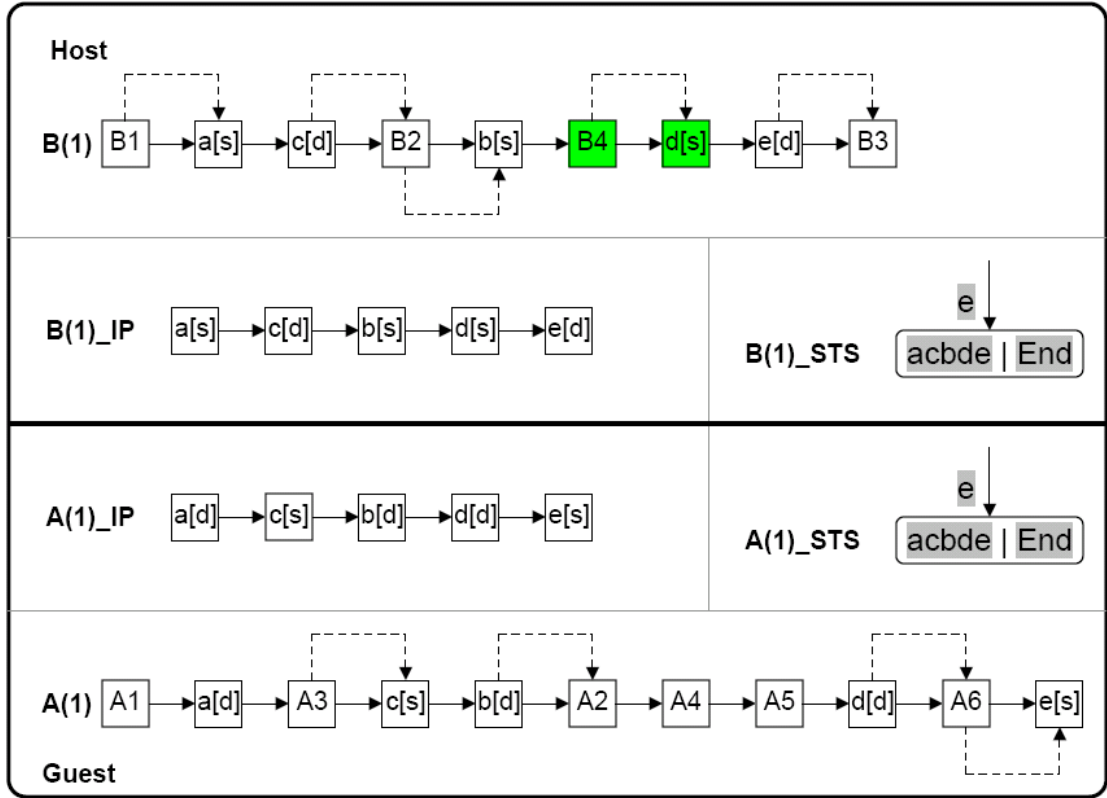 Host
B(1) B1 a[s] c[d] B2 b[s] B4 d[s] e[d] B3
B(1)_IP a[s] c[d] b[s] d[s] e[d]
e
B(1)_STS acbde | End
A(1)_IP a[d] c[s] b[d] d[d] e[s]
e
A(1)_STS acbde | End
A(1) A1 a[d] A3 c[s] b[d] A2 A4 A5 d[d] A6 e[s]
Guest